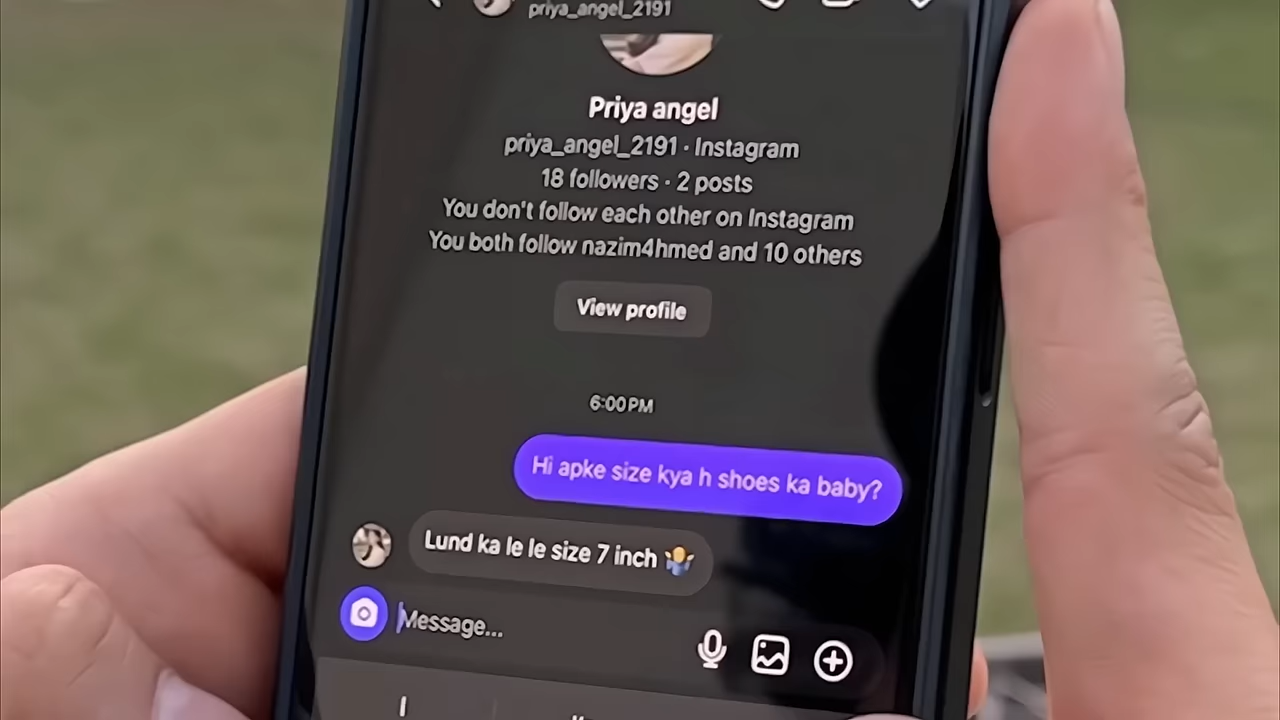 priya_angel_2191
Priya angel
priya_angel_2191 · Instagram
18 followers · 2 posts
You don't follow each other on Instagram
You both follow nazim4hmed and 10 others
View profile
6:00 PM
Hi apke size kya h shoes ka baby?
Lund ka le le size 7 inch 🤷
Message...
I